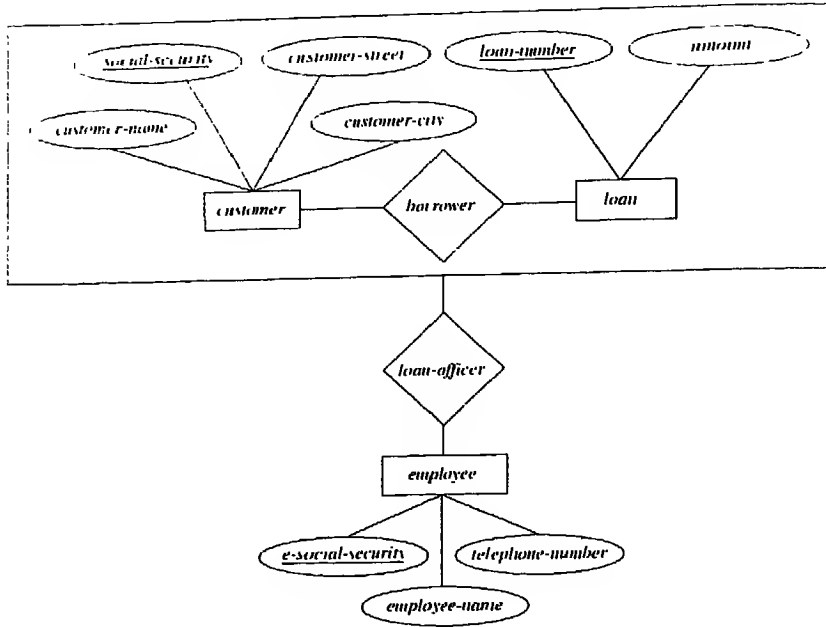 social-security
customer-street
loan-number
amount
customer-name
customer-city
customer
borrower
loan
loan-officer
employee
e-social-security
telephone-number
employee-name